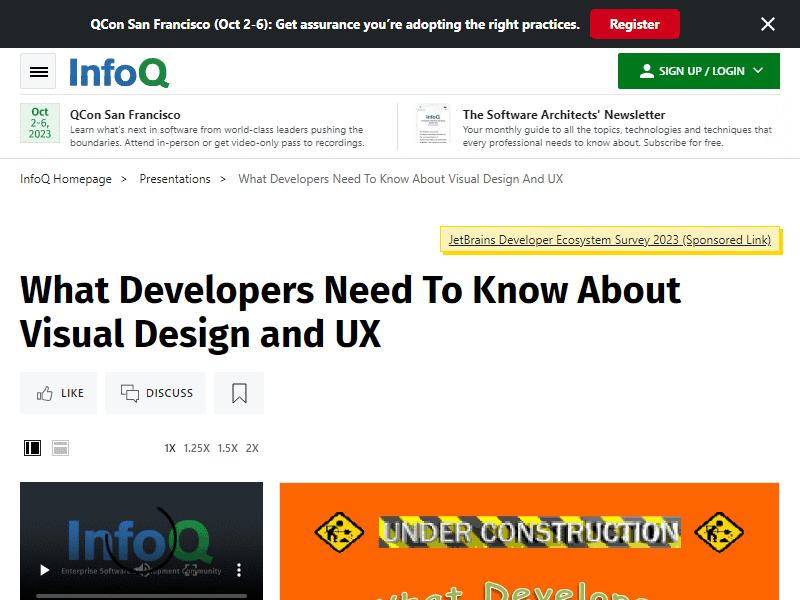 QCon San Francisco (Oct 2-6): Get assurance you're adopting the right practices.
Register
InfoQ
SIGN UP / LOGIN
Oct
2-6,
2023
QCon San Francisco
Learn what's next in software from world-class leaders pushing the
boundaries. Attend in-person or get video-only pass to recordings.
The Software Architects' Newsletter
Your monthly guide to all the topics, technologies and techniques that
every professional needs to know about. Subscribe for free.
InfoQ Homepage > Presentations > What Developers Need To Know About Visual Design And UX
JetBrains Developer Ecosystem Survey 2023 (Sponsored Link)
What Developers Need To Know About
Visual Design and UX
LIKE
DISCUSS
1X 1.25X 1.5X 2X
InfoQ
Enterprise Software Development Community
UNDER CONSTRUCTION
What Develope